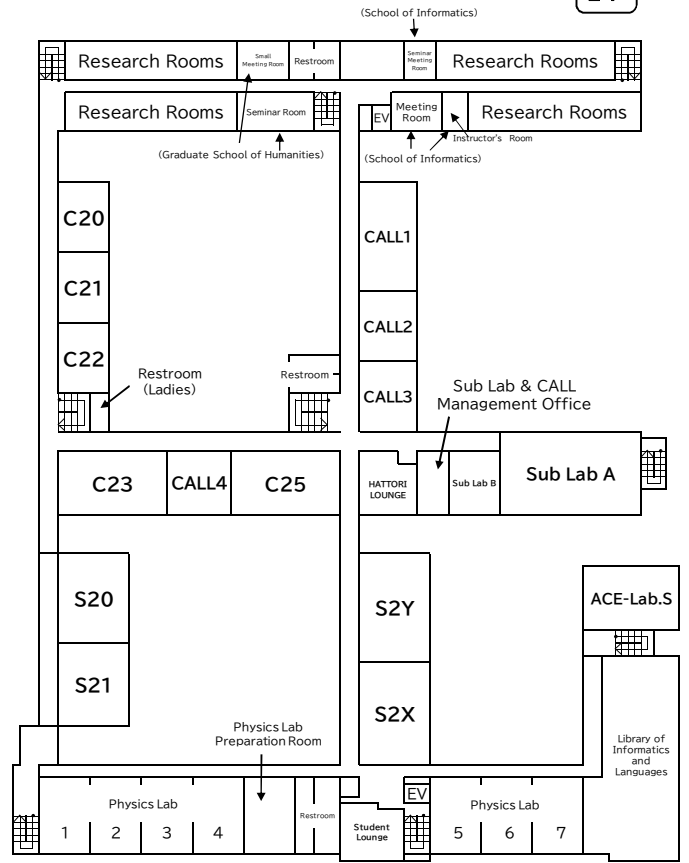 (School of Informatics)
Research Rooms
Small
Meeting Room
Restroom
Seminar
Meeting
Room
Research Rooms
Research Rooms
Seminar Room
EV
Meeting
Room
Research Rooms
Instructor's Room
(Graduate School of Humanities)
(School of Informatics)
C20
CALL1
C21
CALL2
C22
Restroom
(Ladies)
Restroom
CALL3
Sub Lab & CALL
Management Office
C23
CALL4
C25
HATTORI
LOUNGE
Sub Lab B
Sub Lab A
S20
S2Y
ACE-Lab.S
S21
S2X
Physics Lab
Preparation Room
Library of
Informatics
and
Languages
Physics Lab
1
2
3
4
Restroom
Student
Lounge
EV
Physics Lab
5
6
7